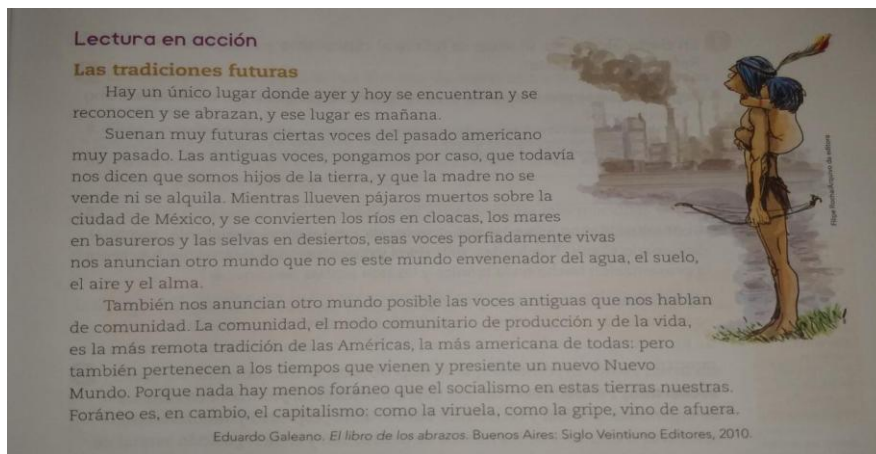 Lectura en acción
Las tradiciones futuras
Hay un único lugar donde ayer y hoy se encuentran y se
reconocen y se abrazan, y ese lugar es mañana.
Suenan muy futuras ciertas voces del pasado americano
muy pasado. Las antiguas voces, pongamos por caso, que todavía
nos dicen que somos hijos de la tierra, y que la madre no se
vende ni se alquila. Mientras llueven pájaros muertos sobre la
ciudad de México, y se convierten los ríos en cloacas, los mares
en basureros y las selvas en desiertos, esas voces porfiadamente vivas
nos anuncian otro mundo que no es este mundo envenenador del agua, el suelo,
el aire y el alma.
También nos anuncian otro mundo posible las voces antiguas que nos hablan
de comunidad. La comunidad, el modo comunitario de producción y de la vida,
es la más remota tradición de las Américas, la más americana de todas: pero
también pertenecen a los tiempos que vienen y presiente un nuevo Nuevo
Mundo. Porque nada hay menos foráneo que el socialismo en estas tierras nuestras.
Foráneo es, en cambio, el capitalismo: como la viruela, como la gripe, vino de afuera.
Eduardo Galeano. El libro de los abrazos. Buenos Aires: Siglo Veintiuno Editores, 2010.
Filipe Rocha/Arquivo da editora